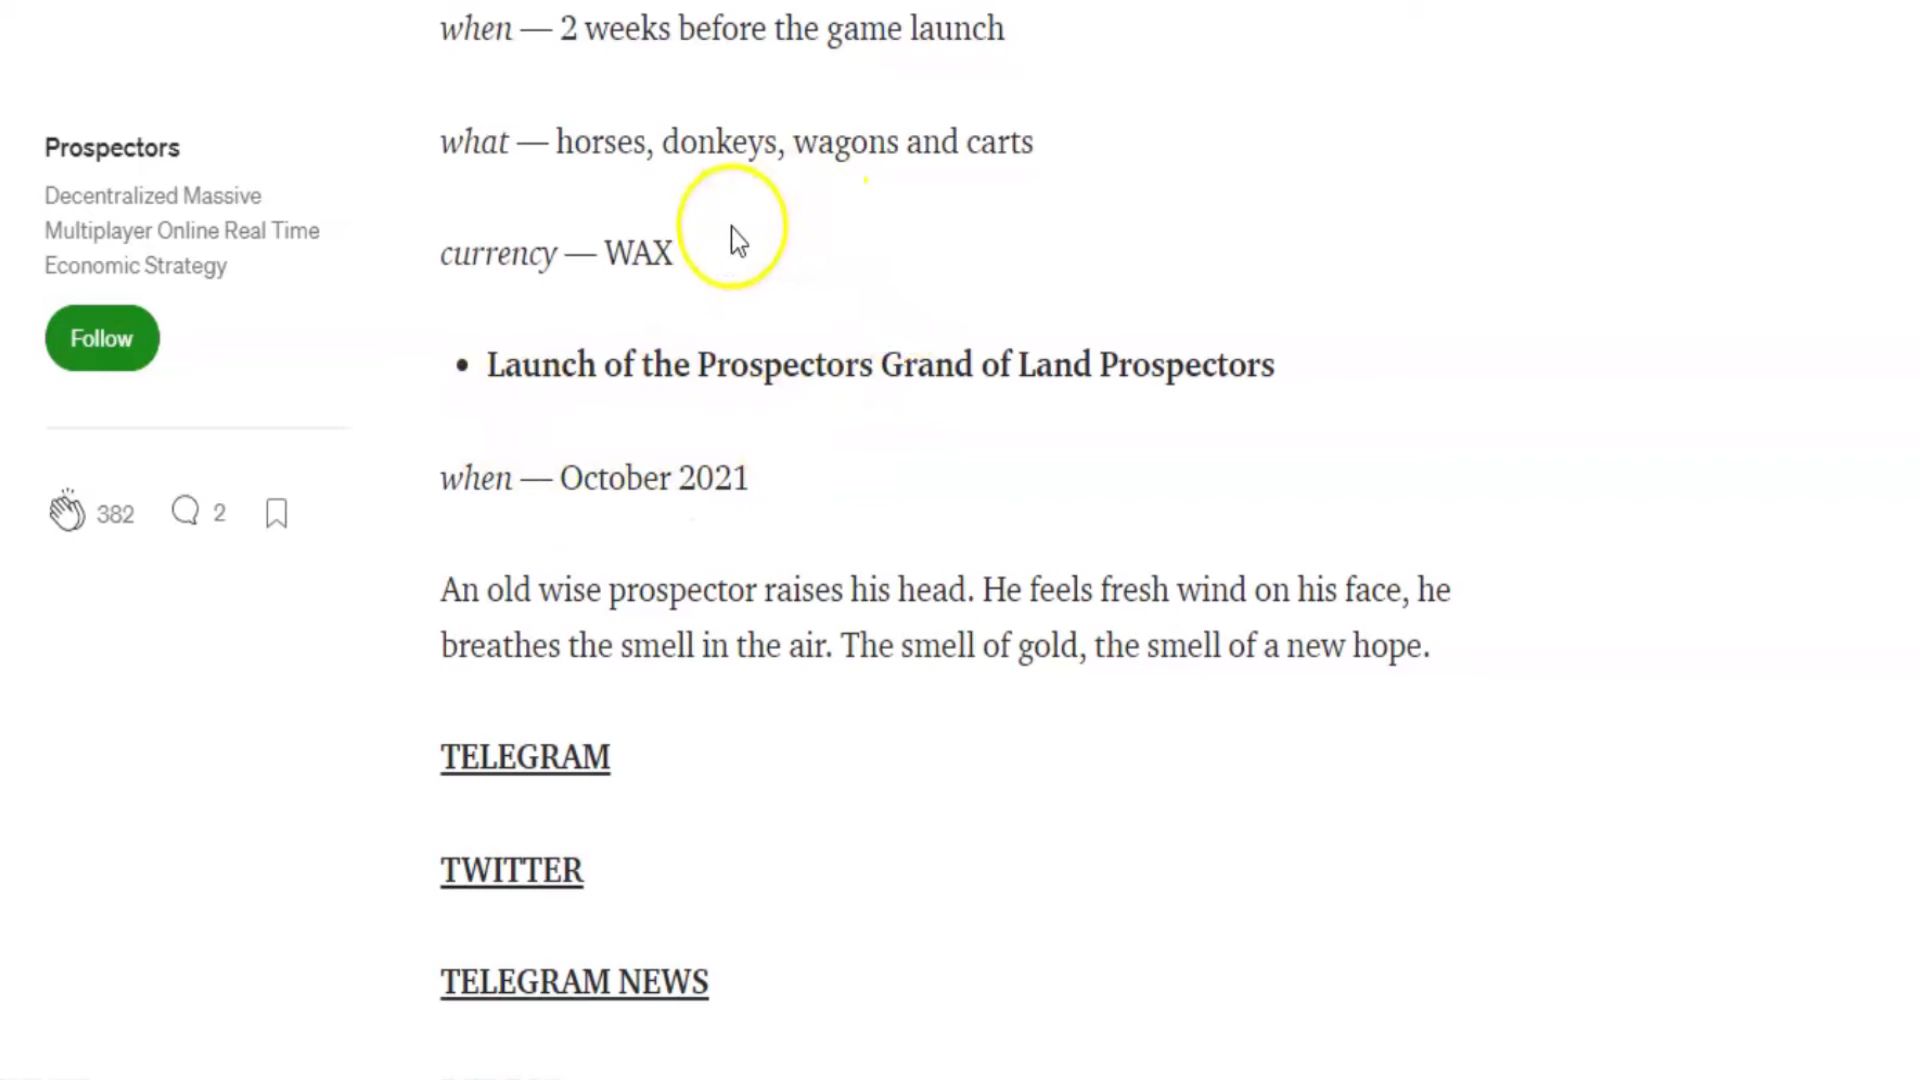 when — 2 weeks before the game launch
what — horses, donkeys, wagons and carts
currency — WAX
• Launch of the Prospectors Grand of Land Prospectors
when — October 2021
An old wise prospector raises his head. He feels fresh wind on his face, he
breathes the smell in the air. The smell of gold, the smell of a new hope.
TELEGRAM
TWITTER
TELEGRAM NEWS
Prospectors
Decentralized Massive
Multiplayer Online Real Time
Economic Strategy
Follow
382
2